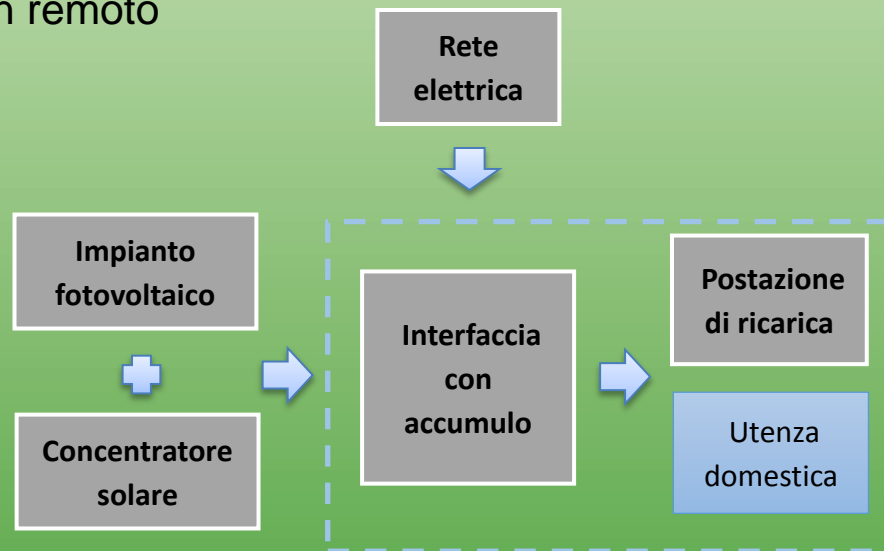 remoto
Rete
elettrica
Impianto
fotovoltaico
Concentratore
solare
Interfaccia
con
accumulo
Postazione
di ricarica
Utenza
domestica